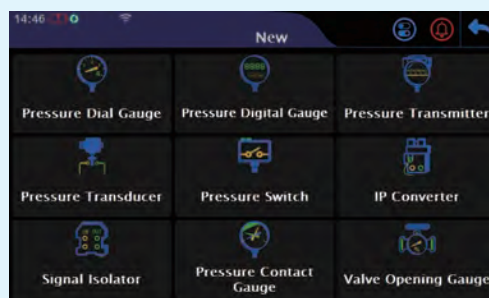 14:46
New
Pressure Dial Gauge
Pressure Digital Gauge
Pressure Transmitter
Pressure Transducer
Pressure Switch
IP Converter
Signal Isolator
Pressure Contact
Gauge
Valve Opening Gauge